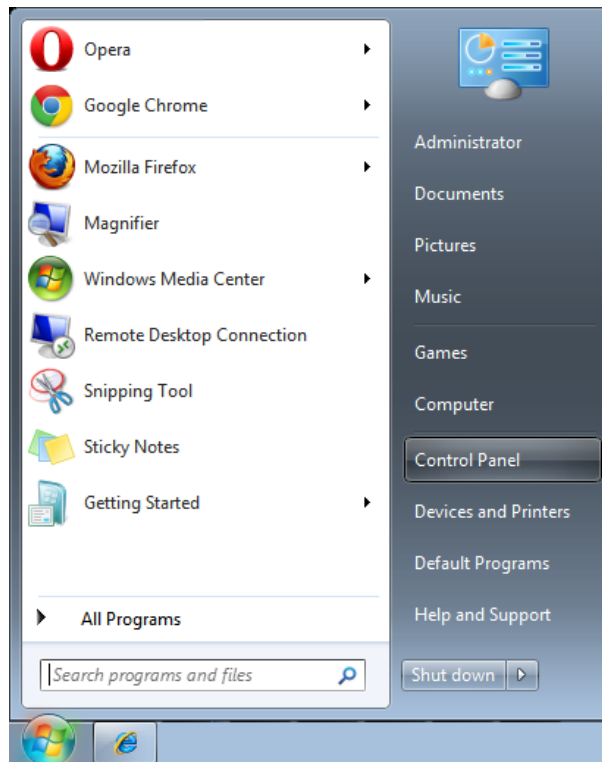 Opera
Google Chrome
Mozilla Firefox
Magnifier
Windows Media Center
Remote Desktop Connection
Snipping Tool
Sticky Notes
Getting Started
All Programs
Search programs and files
Administrator
Documents
Pictures
Music
Games
Computer
Control Panel
Devices and Printers
Default Programs
Help and Support
Shut down